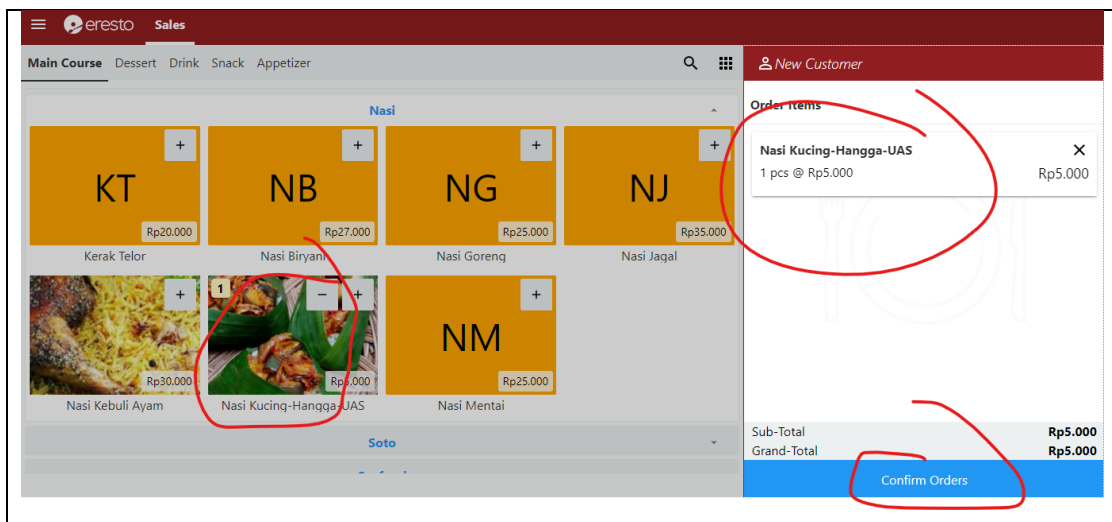 eresto Sales
Main Course Dessert Drink Snack Appetizer
New Customer
Nasi
Order Items
+
+
+
+
KT
NB
NG
NJ
Rp20.000
Rp27.000
Rp25.000
Rp35.000
Kerak Telor
Nasi Biryani
Nasi Goreng
Nasi Jagal
Nasi Kucing-Hangga-UAS
1 pcs @ Rp5.000
Rp5.000
+
1
− +
+
NM
Rp30.000
Rp5.000
Rp25.000
Nasi Kebuli Ayam
Nasi Kucing-Hangga-UAS
Nasi Mentai
Soto
Sub-Total Rp5.000
Grand-Total Rp5.000
Confirm Orders